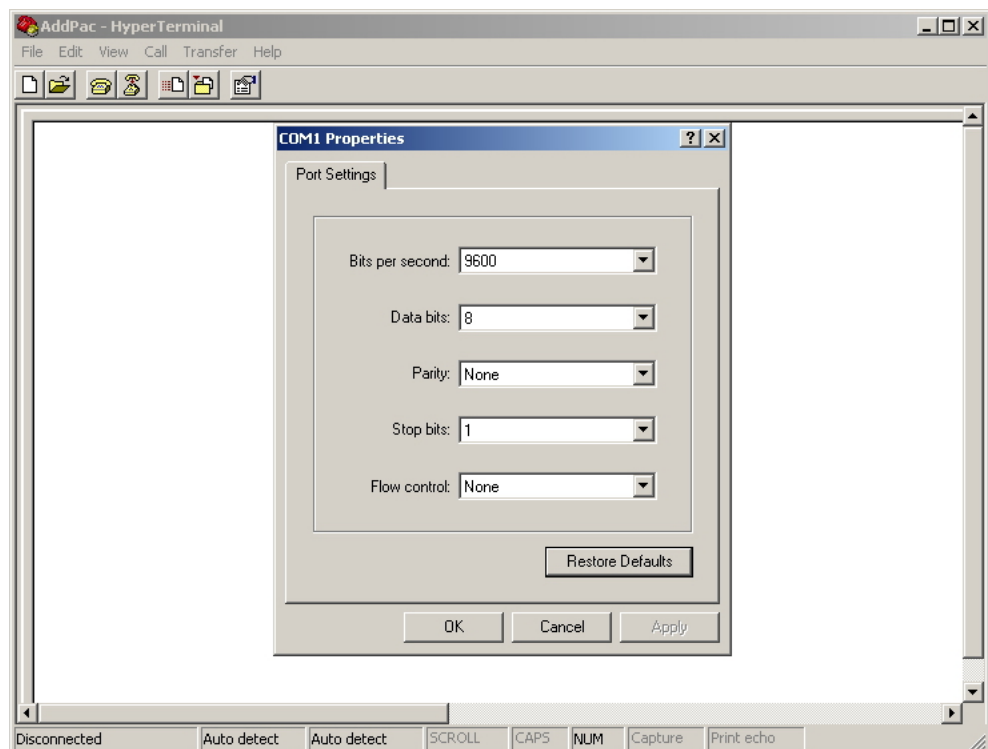 AddPac - HyperTerminal
File Edit View Call Transfer Help
COM1 Properties
Port Settings
Bits per second: 9600
Data bits: 8
Parity: None
Stop bits: 1
Flow control: None
Restore Defaults
OK Cancel Apply
Disconnected Auto detect Auto detect SCROLL CAPS NUM Capture Print echo